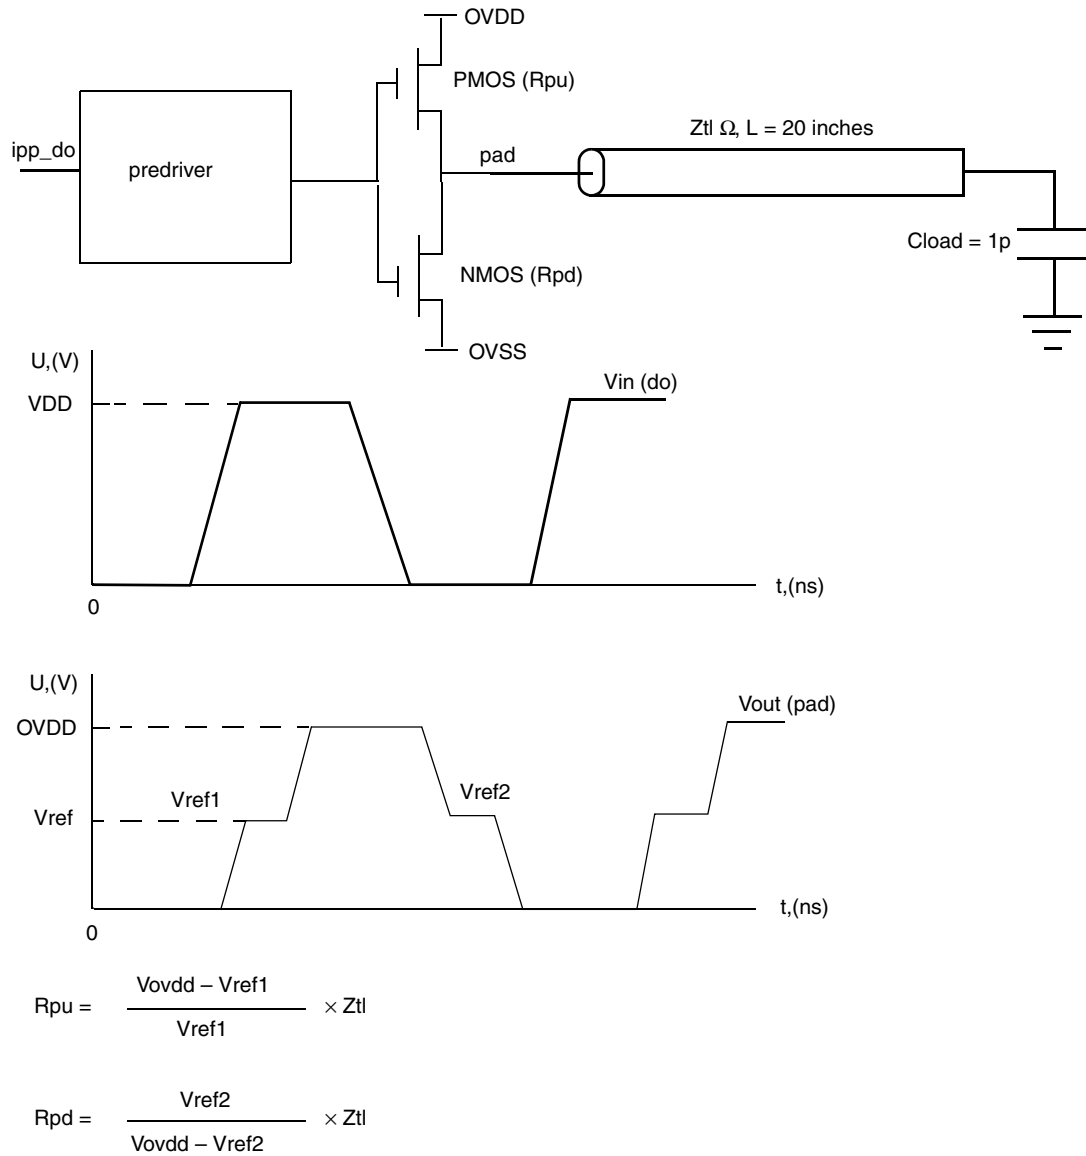 OVDD
PMOS (Rpu)
Ztl Ω, L = 20 inches
ipp_do
predriver
pad
Cload = 1p
NMOS (Rpd)
OVSS
U,(V)
VDD
Vin (do)
t,(ns)
0
U,(V)
OVDD
Vout (pad)
Vref1
Vref2
Vref
t,(ns)
0
Vovdd – Vref1
Rpu = × Ztl
Vref1
Vref2
Rpd = × Ztl
Vovdd – Vref2